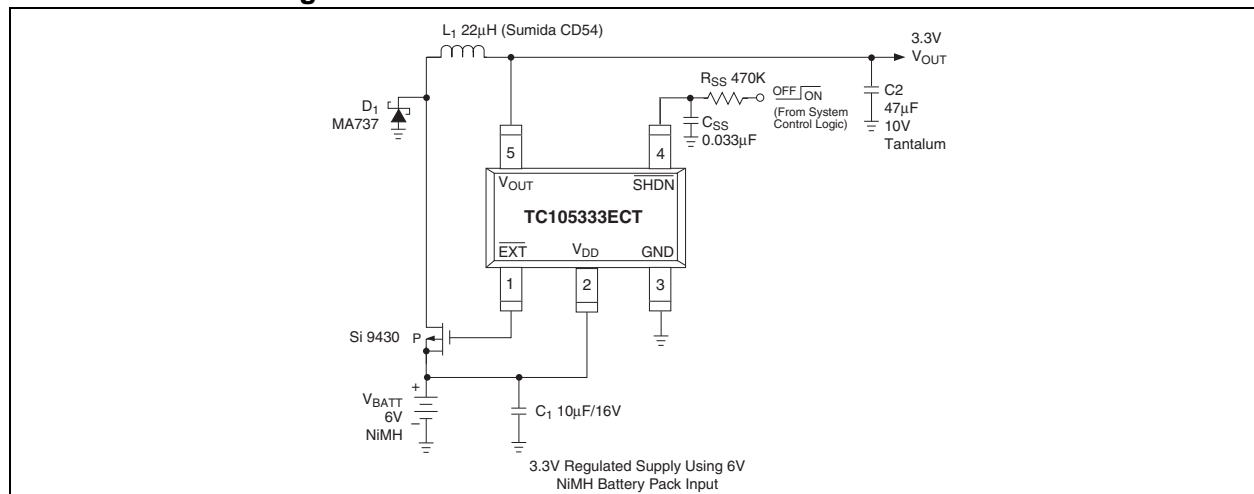 L1 22µH (Sumida CD54)
3.3V
VOUT
RSS 470K
OFF ON
(From System
Control Logic)
C2
47µF
10V
Tantalum
D1
MA737
CSS
0.033µF
5
4
VOUT
SHDN
TC105333ECT
EXT
VDD
GND
1
2
3
Si 9430
P
+
VBATT
6V
−
NiMH
C1 10µF/16V
3.3V Regulated Supply Using 6V
NiMH Battery Pack Input